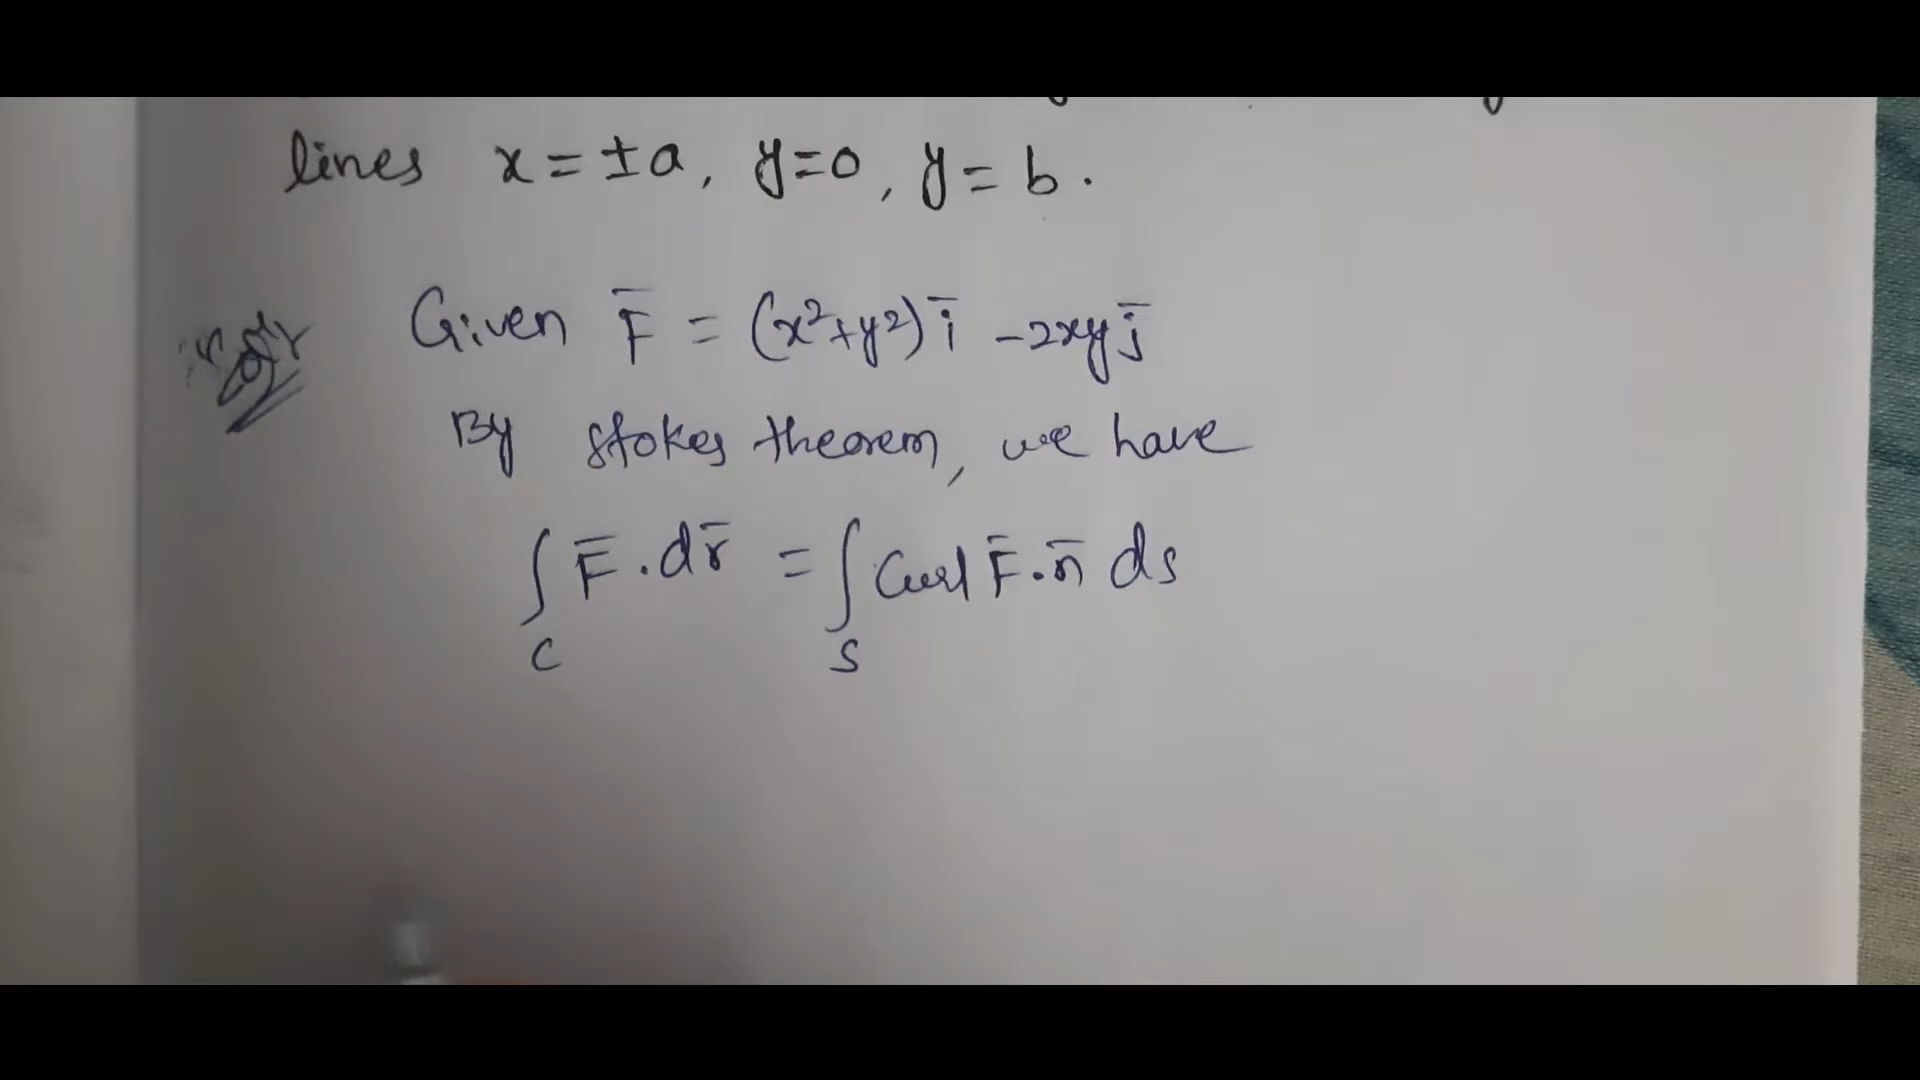 lines x = ±a, y=0, y = b.
Given F̄ = (x²+y²) ī - 2xy j̄
By stokes theorem, we have
∫ F̄ . dr̄ = ∫ Curl F̄ . n̄ ds
C S